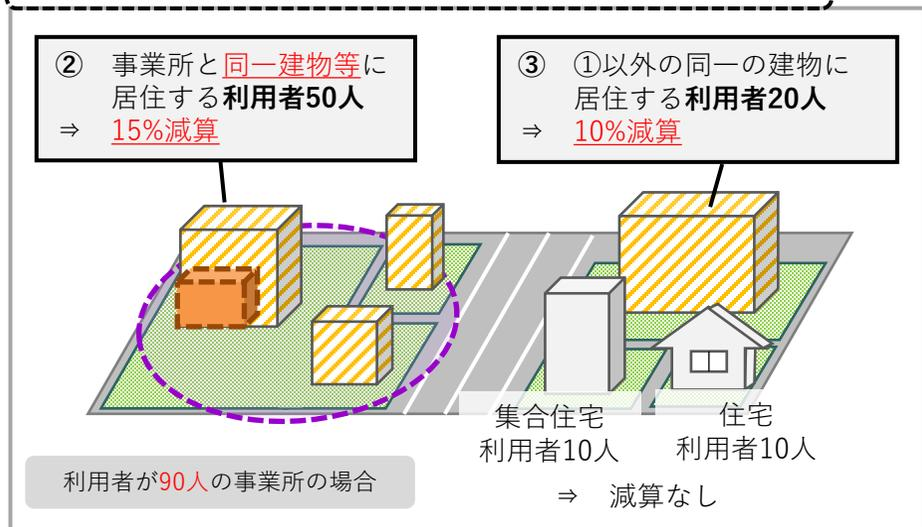 ② 事業所と同一建物等に
居住する利用者50人
⇒ 15%減算
③ ①以外の同一の建物に
居住する利用者20人
⇒ 10%減算
集合住宅
利用者10人
住宅
利用者10人
⇒ 減算なし
利用者が90人の事業所の場合